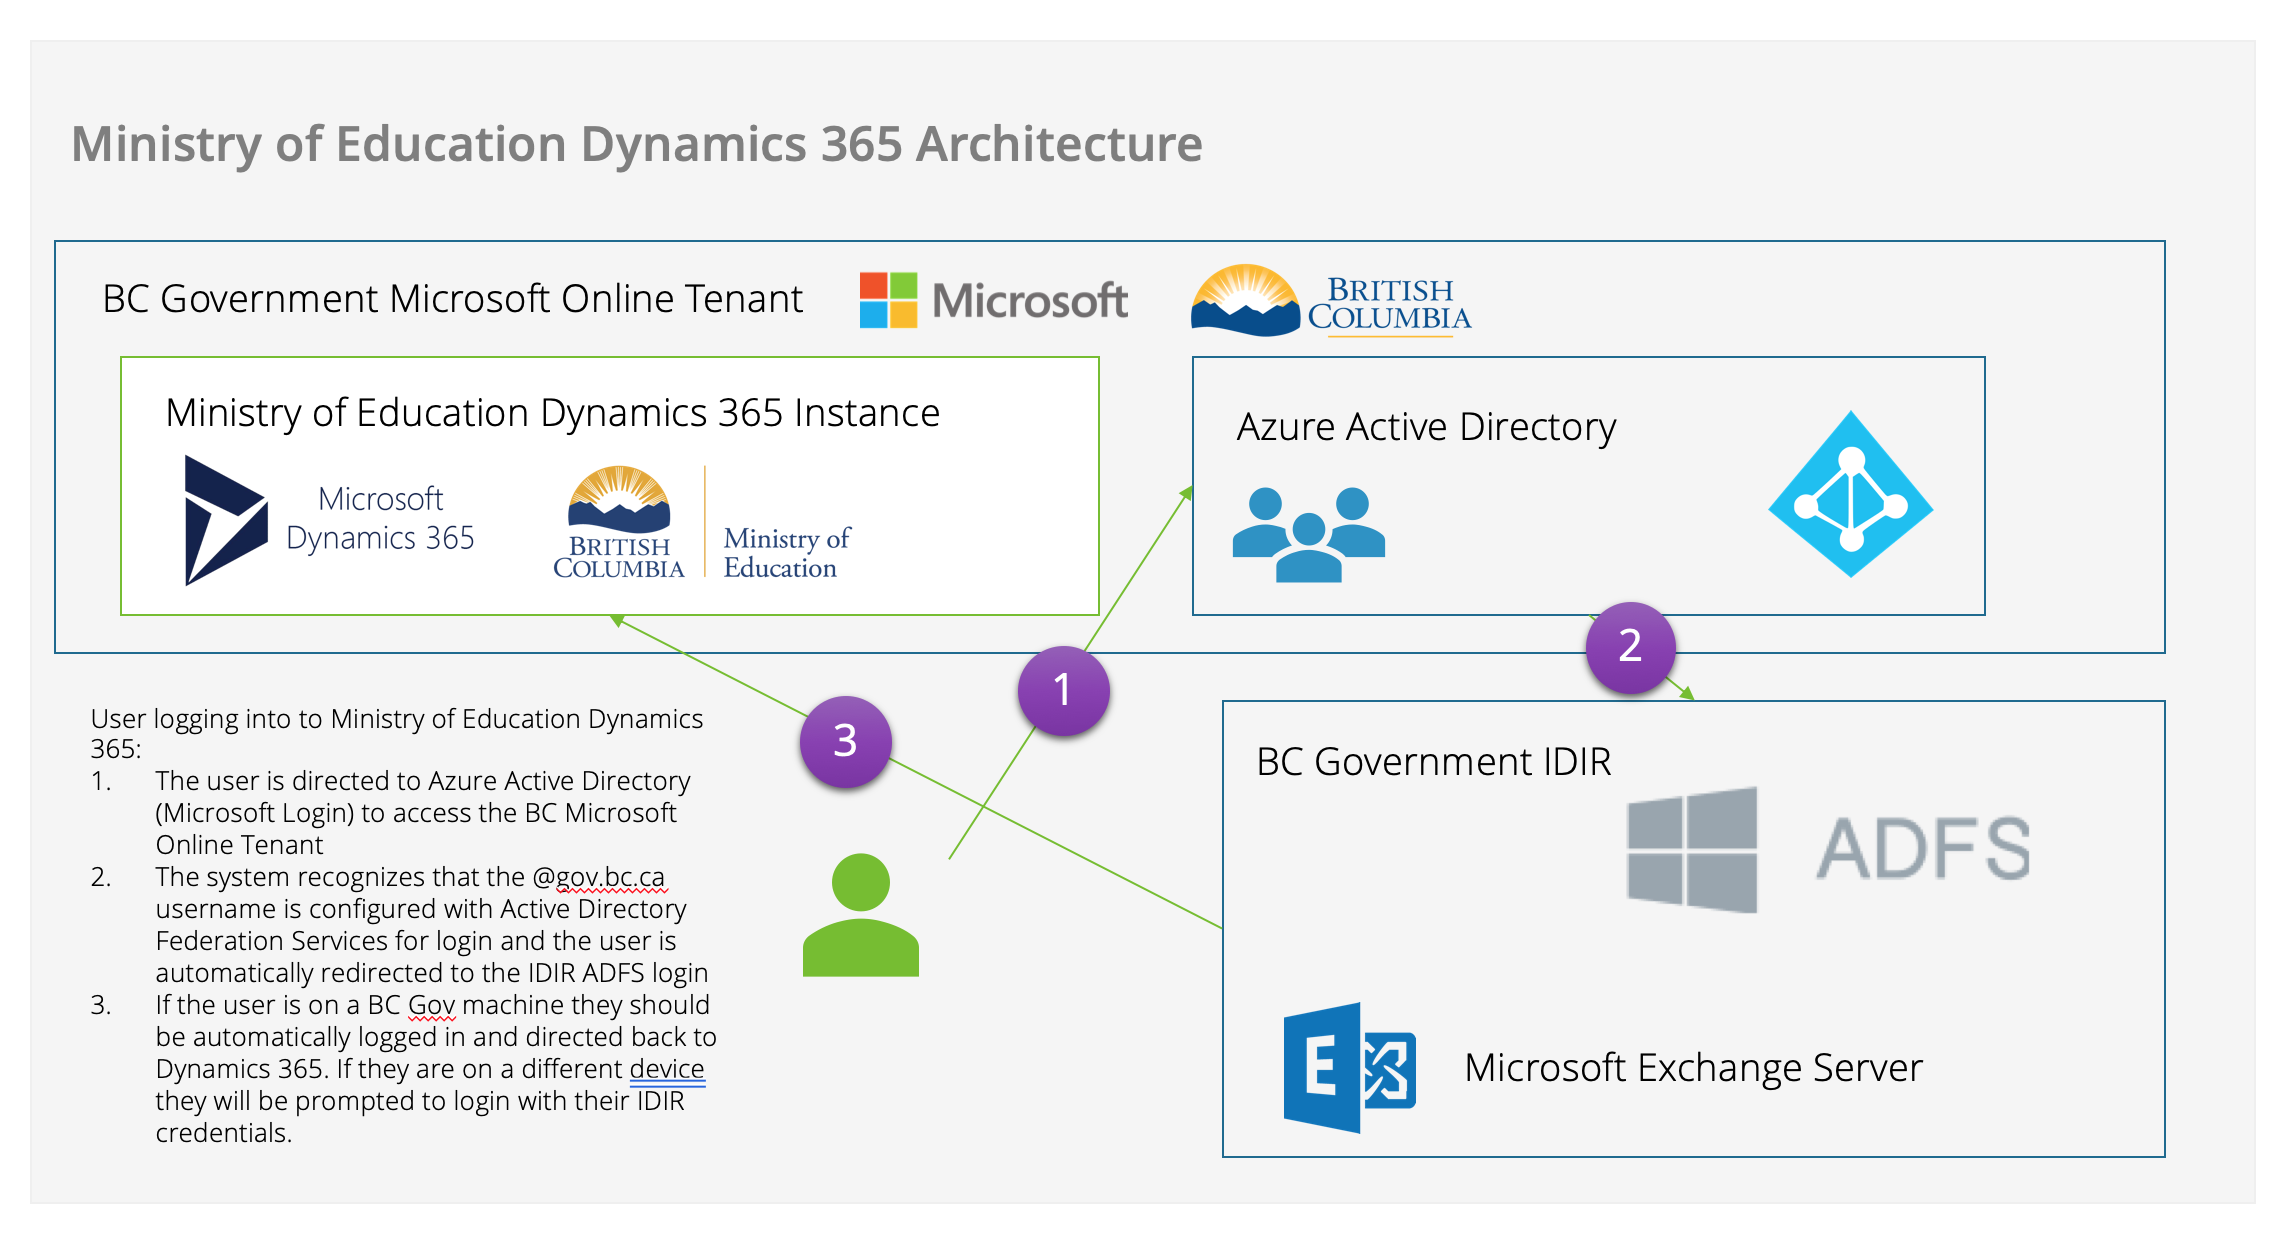 Ministry of Education Dynamics 365 Architecture
BC Government Microsoft Online Tenant
Microsoft
BRITISH
COLUMBIA
Ministry of Education Dynamics 365 Instance
Microsoft
Dynamics 365
BRITISH
COLUMBIA
Ministry of
Education
Azure Active Directory
1
2
3
User logging into to Ministry of Education Dynamics
365:
1. The user is directed to Azure Active Directory
(Microsoft Login) to access the BC Microsoft
Online Tenant
2. The system recognizes that the @gov.bc.ca
username is configured with Active Directory
Federation Services for login and the user is
automatically redirected to the IDIR ADFS login
3. If the user is on a BC Gov machine they should
be automatically logged in and directed back to
Dynamics 365. If they are on a different device
they will be prompted to login with their IDIR
credentials.
BC Government IDIR
ADFS
E
Microsoft Exchange Server